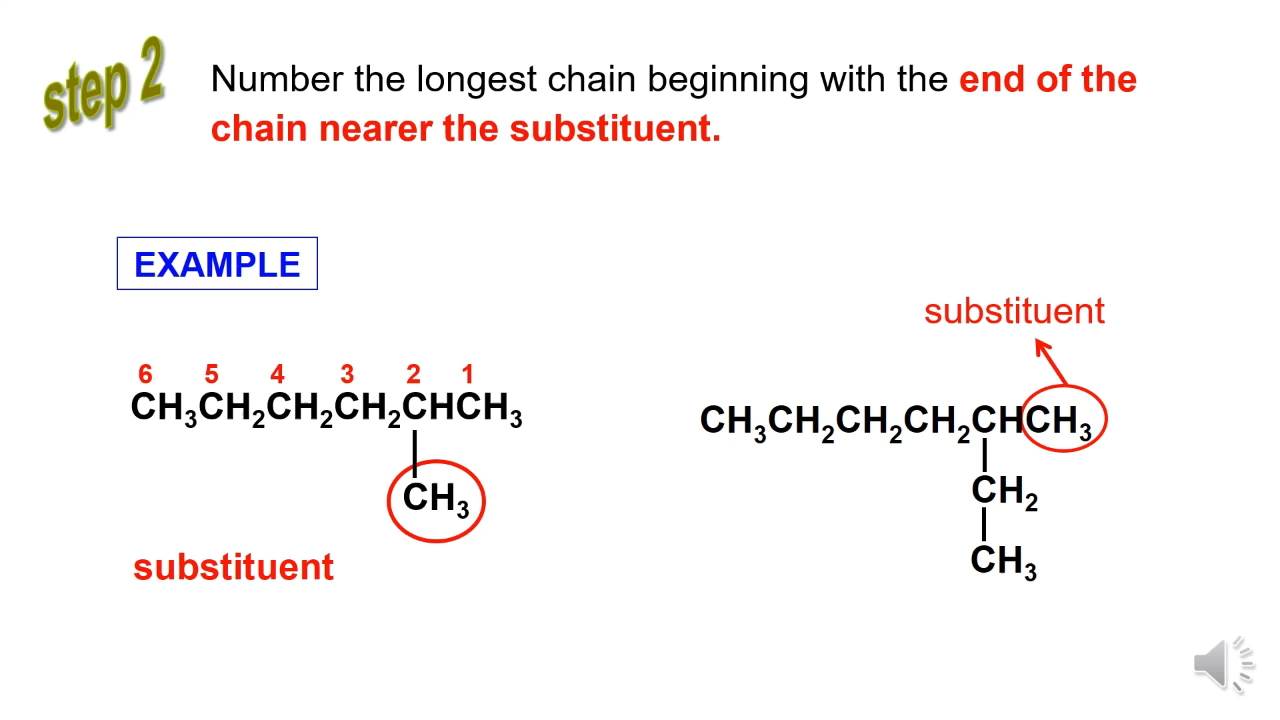 step 2
Number the longest chain beginning with the end of the
chain nearer the substituent.
EXAMPLE
6 5 4 3 2 1
CH₃CH₂CH₂CH₂CHCH₃
CH₃
substituent
substituent
CH₃CH₂CH₂CH₂CHCH₃
CH₂
CH₃